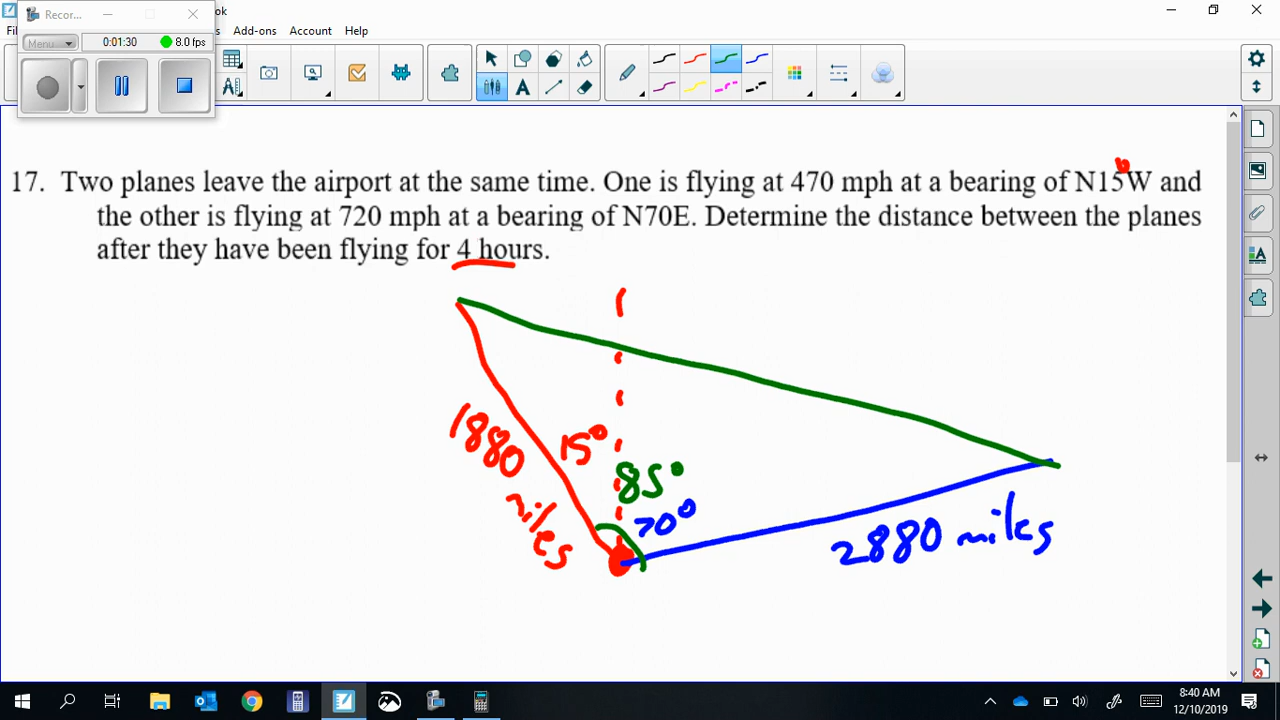 Recor...
ok
Menu
0:01:30
8.0 fps
Add-ons
Account
Help
17. Two planes leave the airport at the same time. One is flying at 470 mph at a bearing of N15°W and
the other is flying at 720 mph at a bearing of N70E. Determine the distance between the planes
after they have been flying for 4 hours.
1880
miles
15°
85°
70°
2880 miles
8:40 AM
12/10/2019